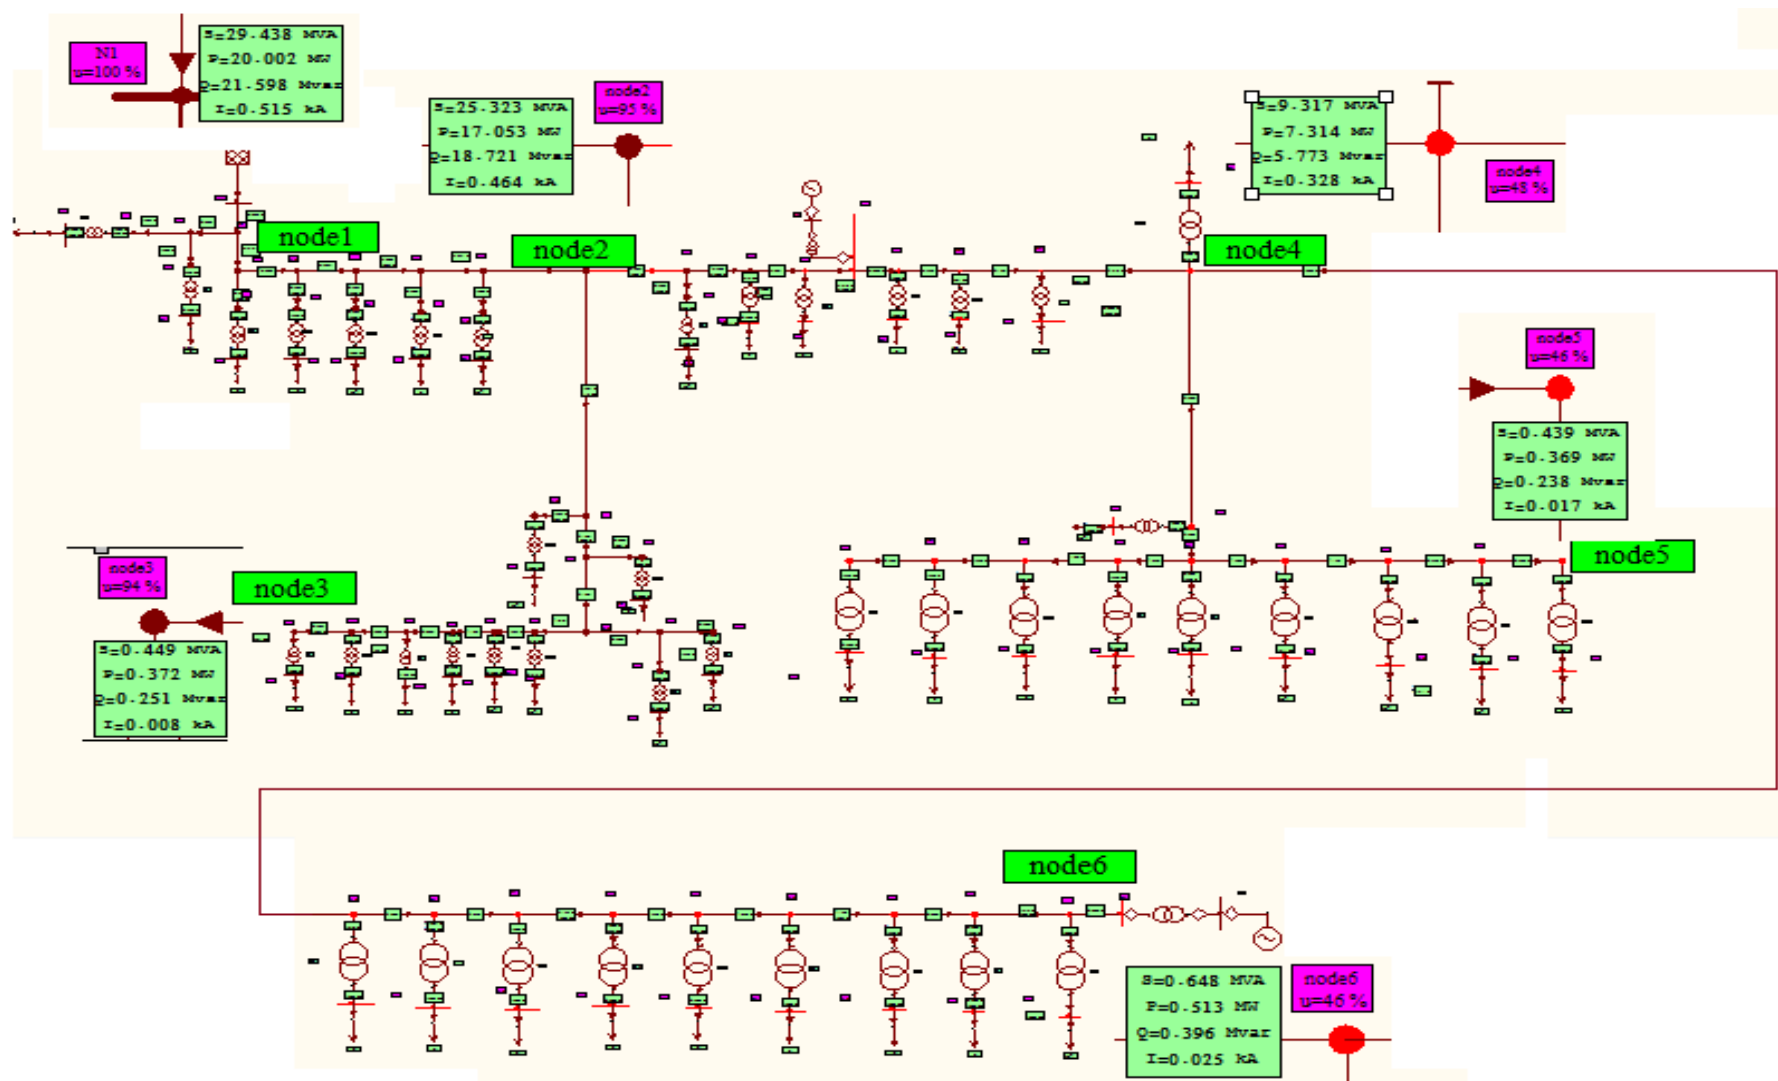 N1
u=100 %
S=29.438 MVA
P=20.002 MW
Q=21.598 Mvar
I=0.515 kA
S=25.323 MVA
P=17.053 MW
Q=18.721 Mvar
I=0.464 kA
node2
u=95 %
S=9.317 MVA
P=7.314 MW
Q=5.773 Mvar
I=0.328 kA
node4
u=48 %
node1
node2
node4
node5
u=46 %
S=0.439 MVA
P=0.369 MW
Q=0.238 Mvar
I=0.017 kA
node3
u=94 %
node3
node5
S=0.449 MVA
P=0.372 MW
Q=0.251 Mvar
I=0.008 kA
node6
S=0.648 MVA
P=0.513 MW
Q=0.396 Mvar
I=0.025 kA
node6
u=46 %